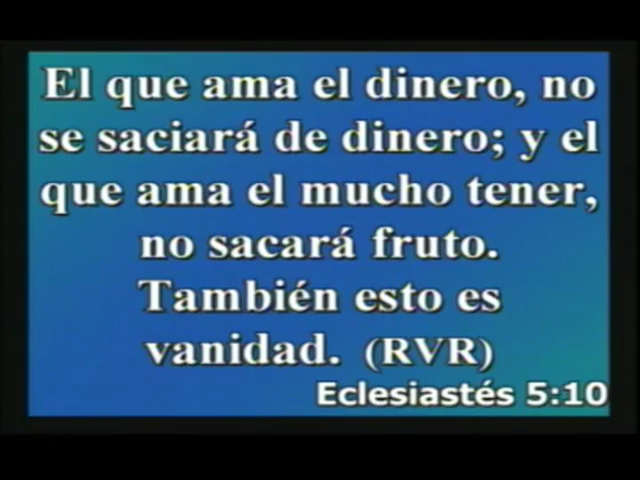 El que ama el dinero, no
se saciará de dinero; y el
que ama el mucho tener,
no sacará fruto.
También esto es
vanidad. (RVR)
Eclesiastés 5:10